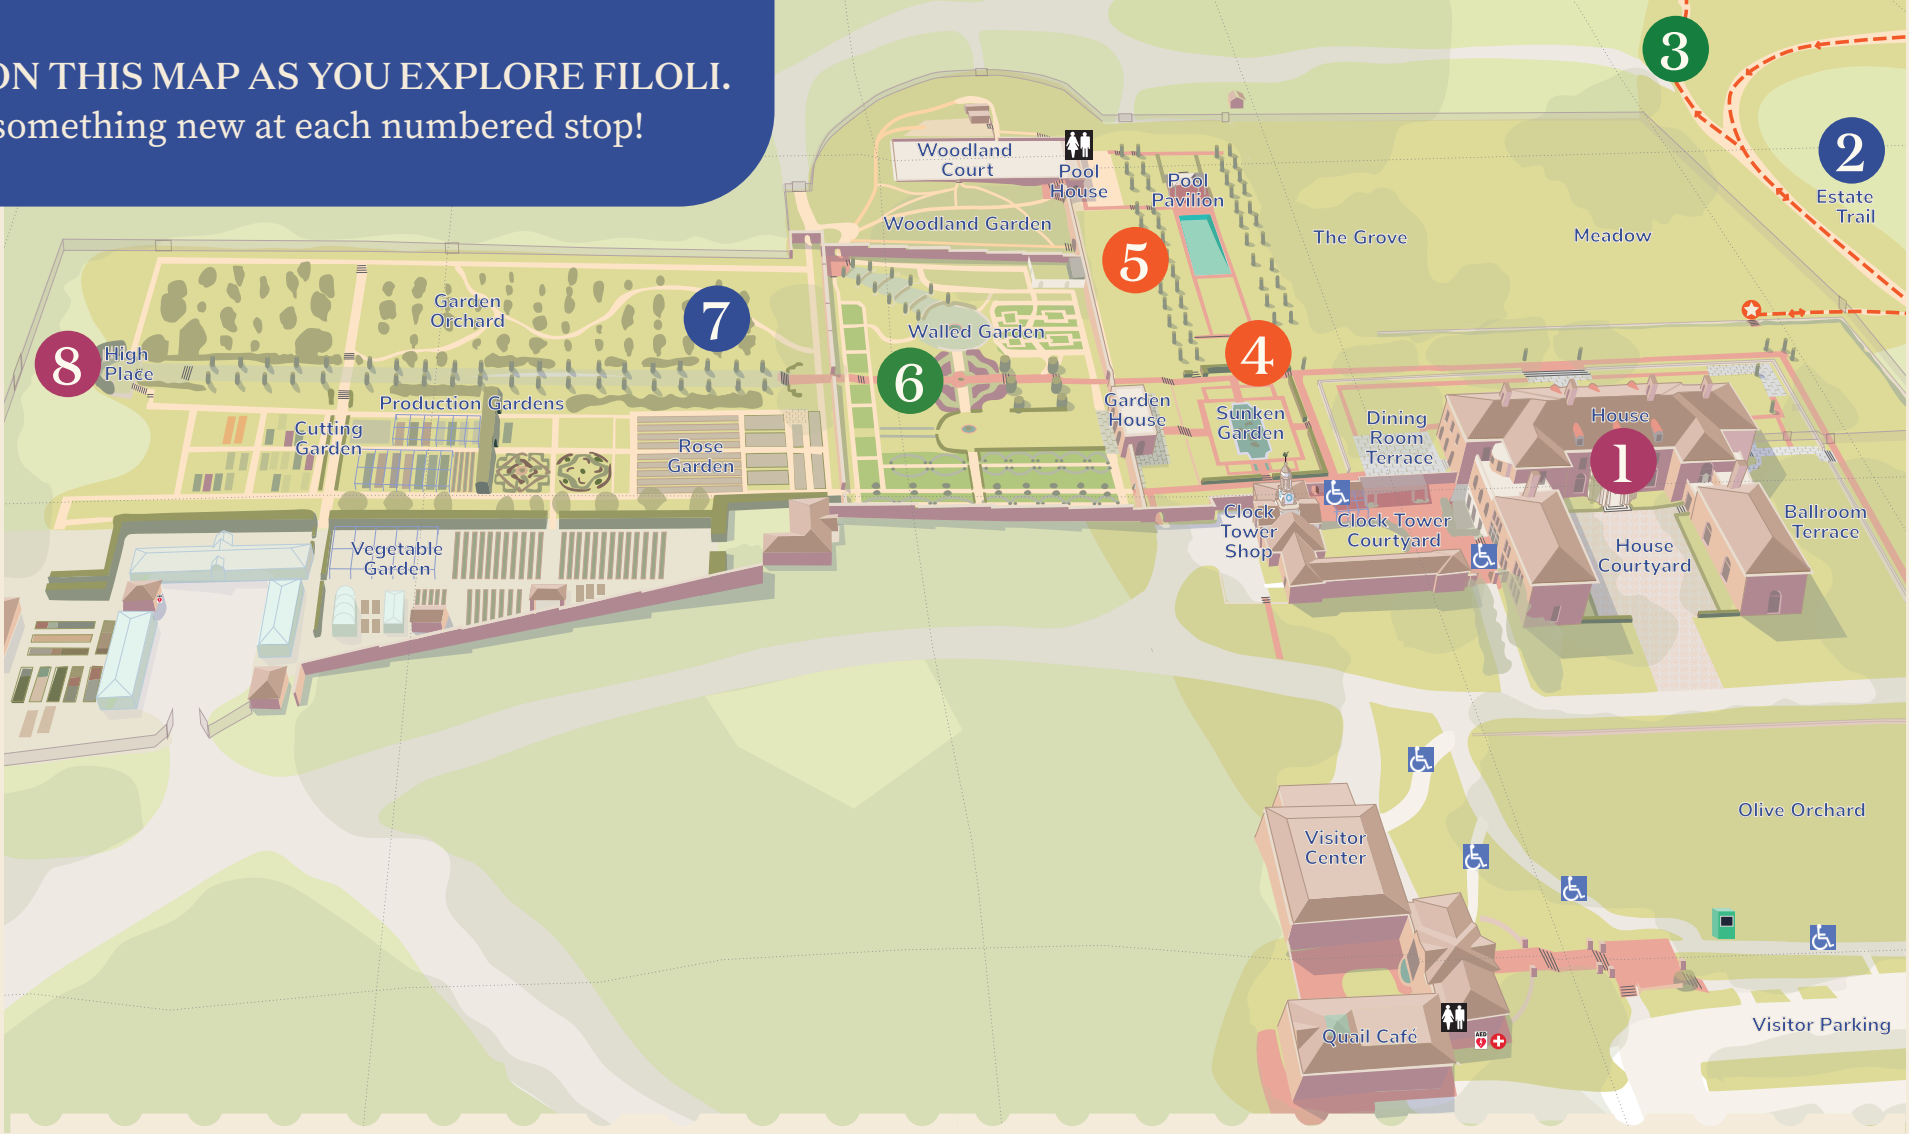 ON THIS MAP AS YOU EXPLORE FILOLI.
something new at each numbered stop!
3
2
Estate
Trail
Woodland
Court
Pool
House
Pool
Pavilion
Woodland Garden
The Grove
Meadow
5
Garden
Orchard
7
Walled Garden
4
8
High
Place
6
Production Gardens
Garden
House
Sunken
Garden
Dining
Room
Terrace
House
1
Cutting
Garden
Rose
Garden
Clock
Tower
Shop
Clock Tower
Courtyard
Ballroom
Terrace
House
Courtyard
Vegetable
Garden
Olive Orchard
Visitor
Center
Visitor Parking
Quail Café
AED